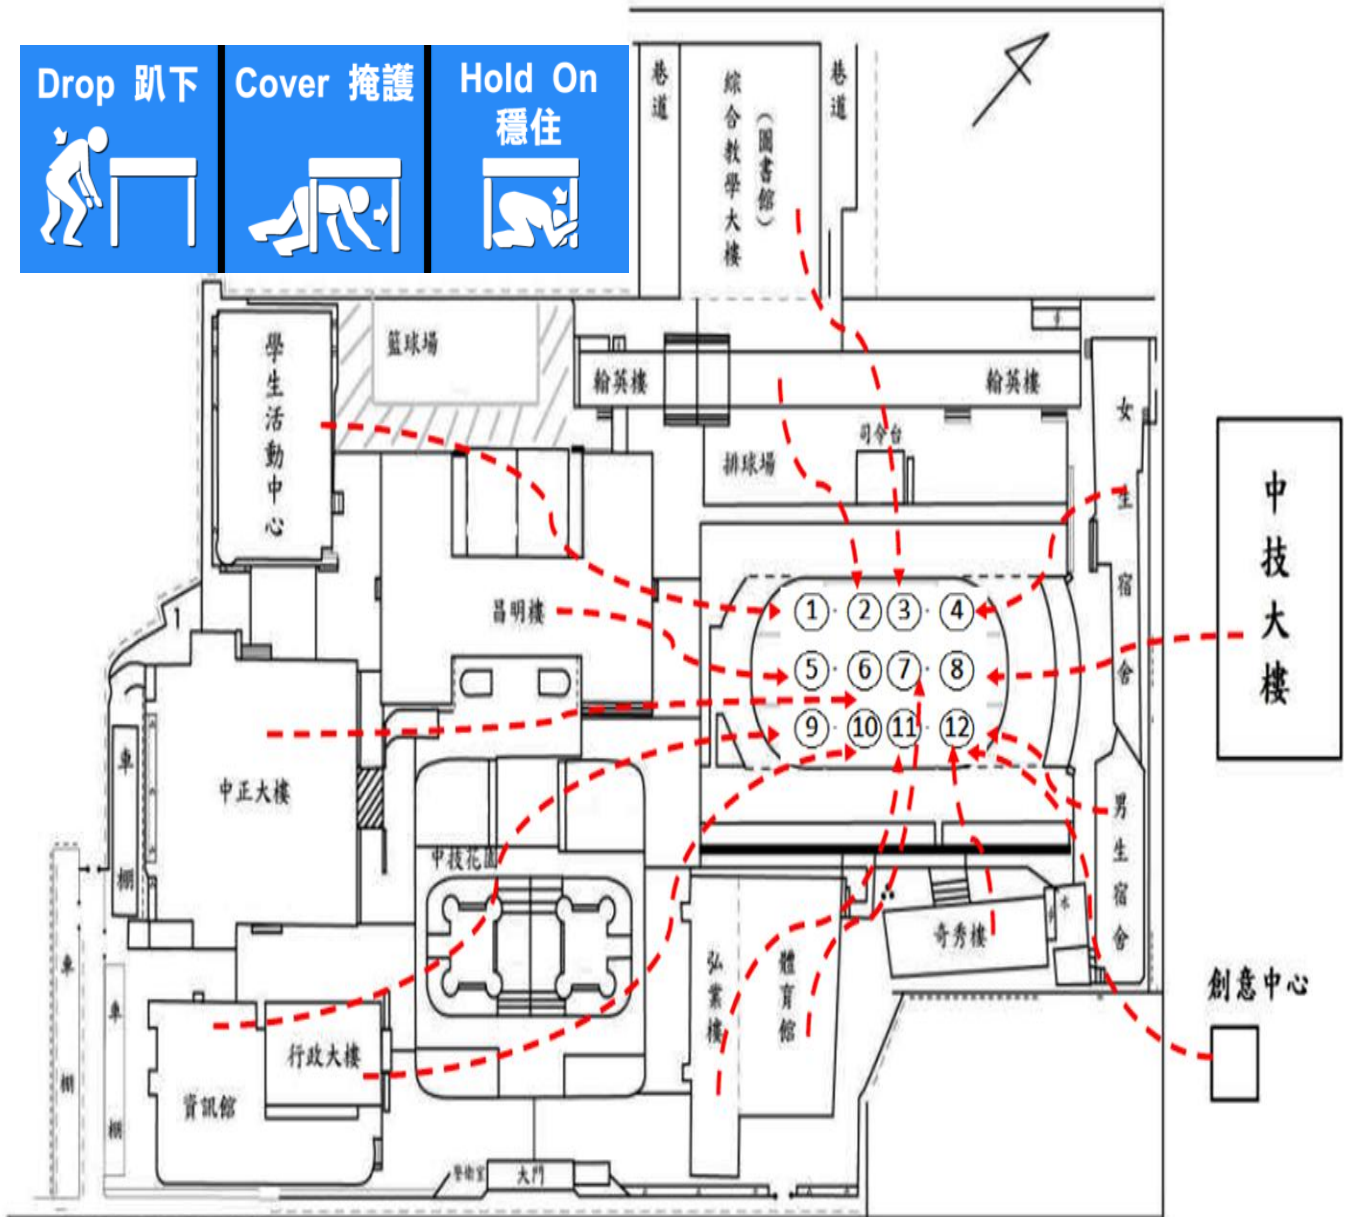 Drop 趴下
Cover 掩護
Hold On
穩住
巷道
綜合教學大樓
（圖書館）
巷道
學生活動中心
籃球場
翰英樓
翰英樓
女生宿舍
司令台
排球場
中技大樓
昌明樓
1 2 3 4
5 6 7 8
9 10 11 12
車棚
中正大樓
中技花園
男生宿舍
奇秀樓
弘業樓
體育館
創意中心
車棚
車棚
行政大樓
資訊館
警衛室
大門